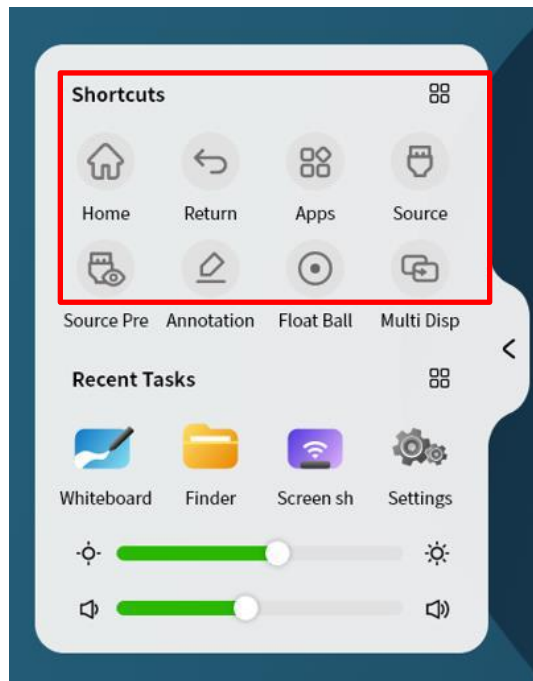 Shortcuts
Home Return Apps Source
Source Pre Annotation Float Ball Multi Disp
Recent Tasks
Whiteboard Finder Screen sh Settings